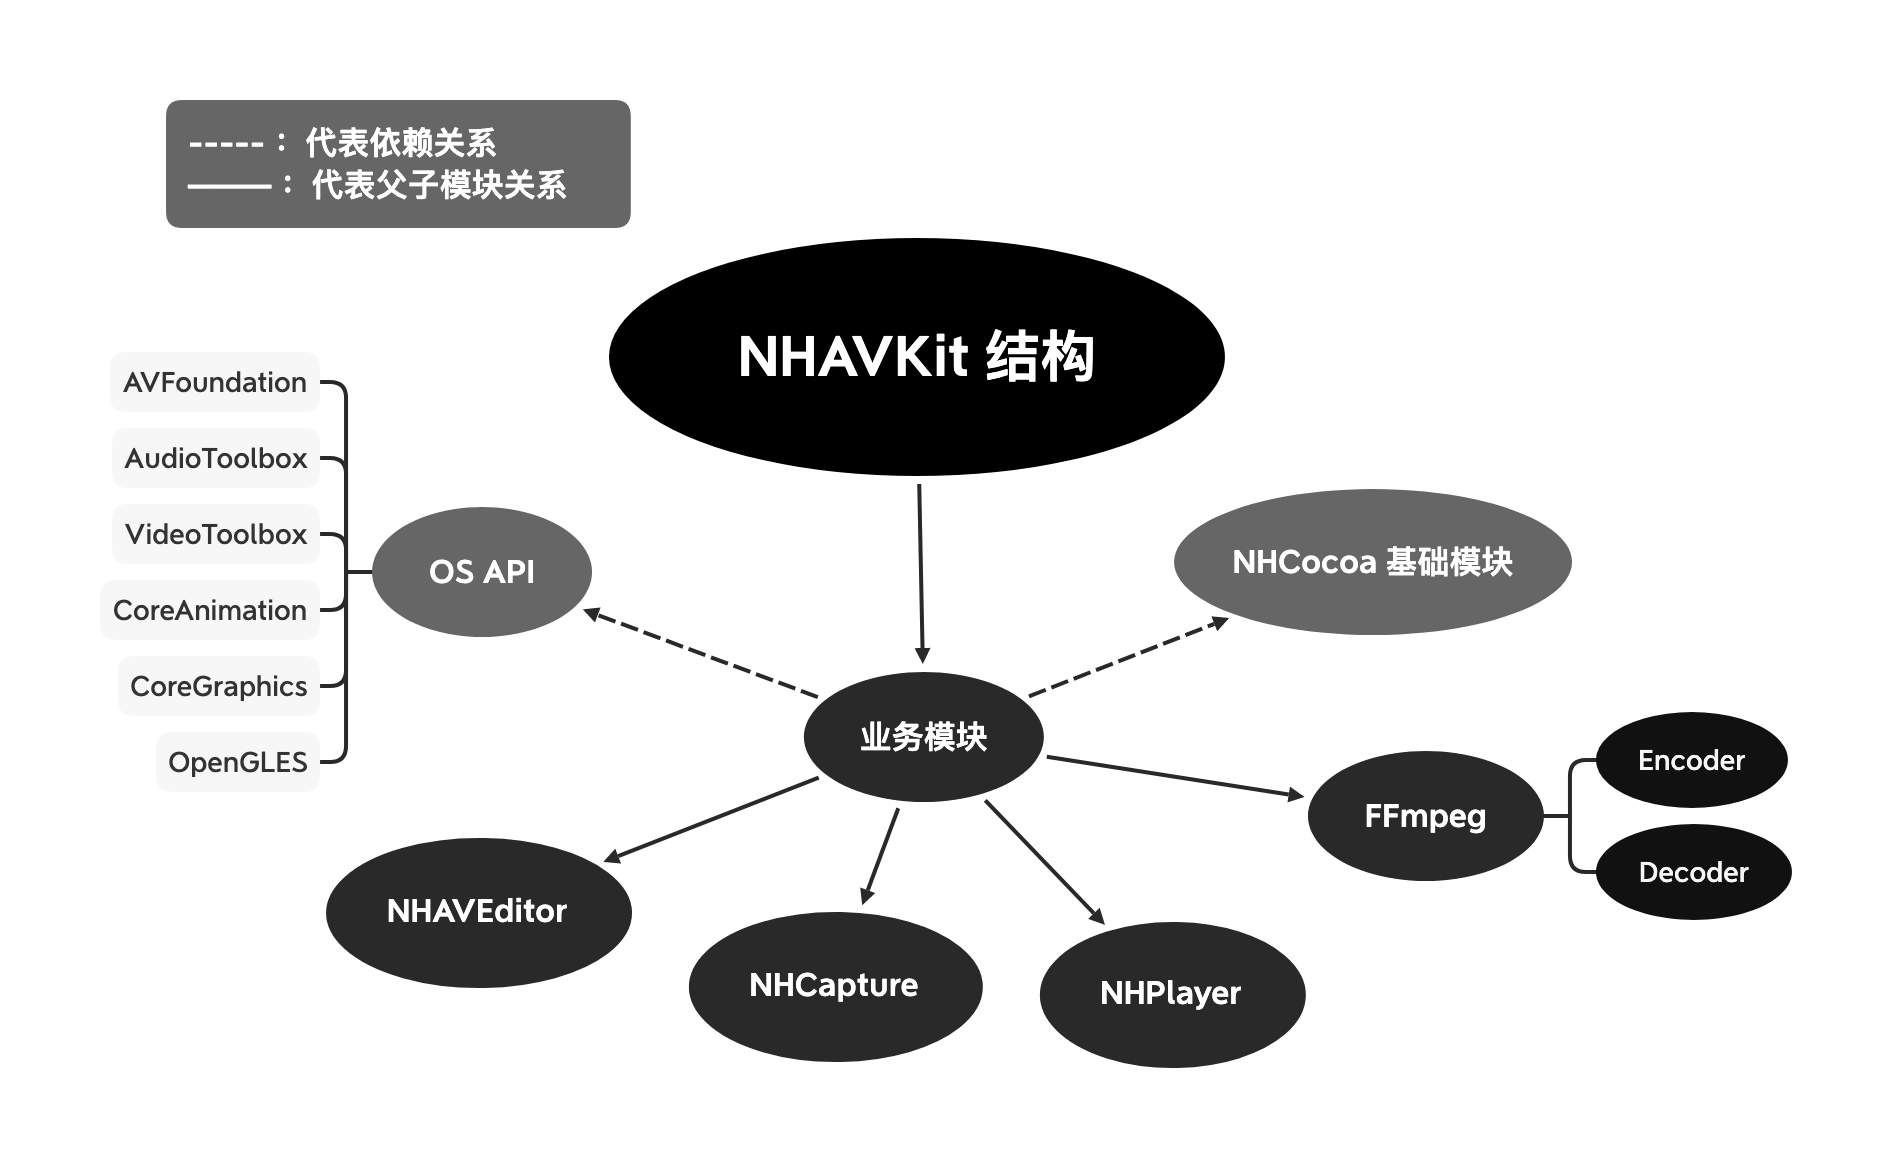 -----： 代表依赖关系
———： 代表父子模块关系
NHAVKit 结构
AVFoundation
AudioToolbox
VideoToolbox
CoreAnimation
CoreGraphics
OpenGLES
OS API
NHCocoa 基础模块
业务模块
FFmpeg
Encoder
Decoder
NHAVEditor
NHCapture
NHPlayer